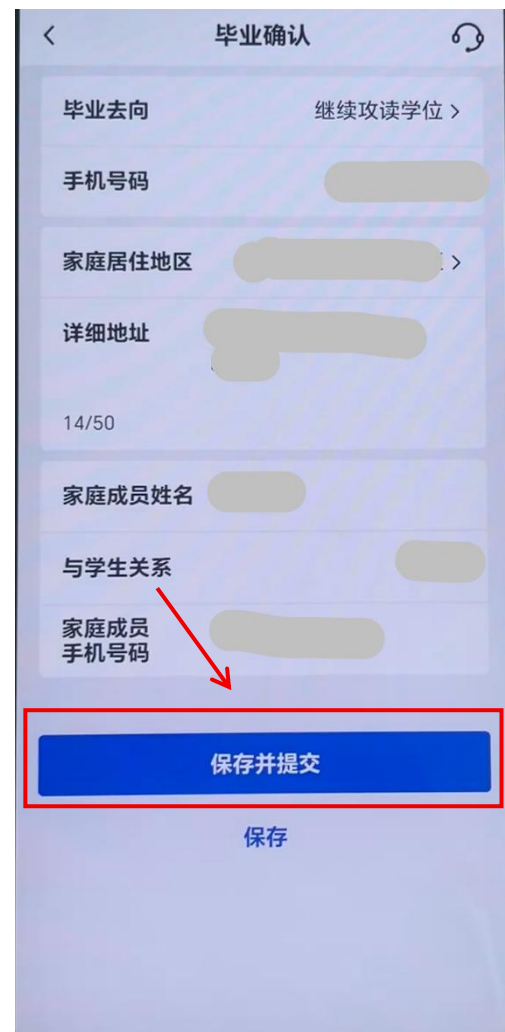 毕业确认
毕业去向 继续攻读学位
手机号码
家庭居住地区
详细地址
14/50
家庭成员姓名
与学生关系
家庭成员
手机号码
保存并提交
保存